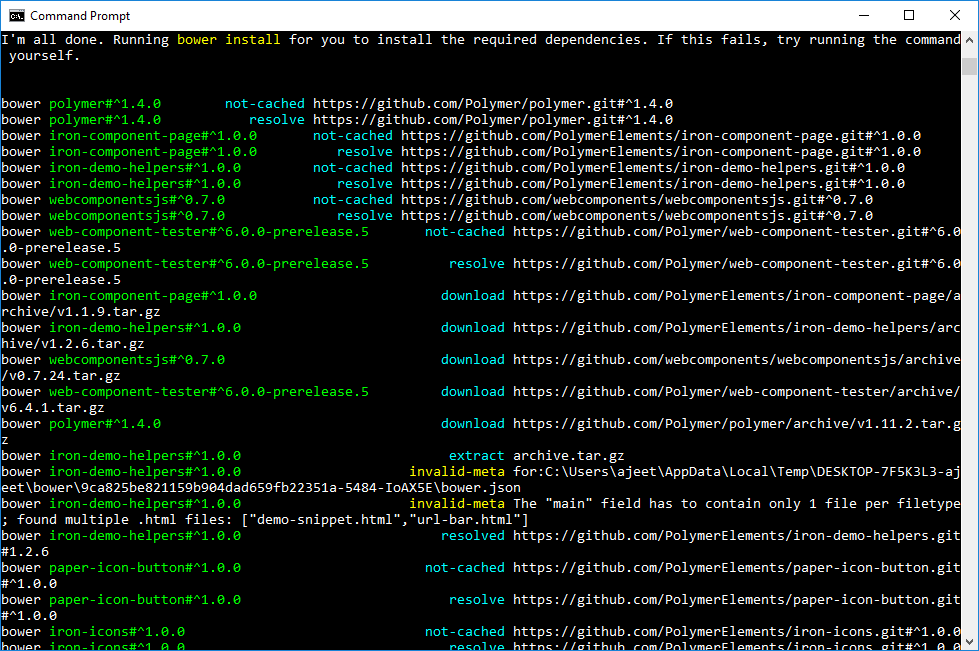 Command Prompt
I'm all done. Running bower install for you to install the required dependencies. If this fails, try running the command
yourself.
bower polymer#^1.4.0 not-cached https://github.com/Polymer/polymer.git#^1.4.0
bower polymer#^1.4.0 resolve https://github.com/Polymer/polymer.git#^1.4.0
bower iron-component-page#^1.0.0 not-cached https://github.com/PolymerElements/iron-component-page.git#^1.0.0
bower iron-component-page#^1.0.0 resolve https://github.com/PolymerElements/iron-component-page.git#^1.0.0
bower iron-demo-helpers#^1.0.0 not-cached https://github.com/PolymerElements/iron-demo-helpers.git#^1.0.0
bower iron-demo-helpers#^1.0.0 resolve https://github.com/PolymerElements/iron-demo-helpers.git#^1.0.0
bower webcomponentsjs#^0.7.0 not-cached https://github.com/webcomponents/webcomponentsjs.git#^0.7.0
bower webcomponentsjs#^0.7.0 resolve https://github.com/webcomponents/webcomponentsjs.git#^0.7.0
bower web-component-tester#^6.0.0-prerelease.5 not-cached https://github.com/Polymer/web-component-tester.git#^6.0
.0-prerelease.5
bower web-component-tester#^6.0.0-prerelease.5 resolve https://github.com/Polymer/web-component-tester.git#^6.0
.0-prerelease.5
bower iron-component-page#^1.0.0 download https://github.com/PolymerElements/iron-component-page/a
rchive/v1.1.9.tar.gz
bower iron-demo-helpers#^1.0.0 download https://github.com/PolymerElements/iron-demo-helpers/arc
hive/v1.2.6.tar.gz
bower webcomponentsjs#^0.7.0 download https://github.com/webcomponents/webcomponentsjs/archive
/v0.7.24.tar.gz
bower web-component-tester#^6.0.0-prerelease.5 download https://github.com/Polymer/web-component-tester/archive/
v6.4.1.tar.gz
bower polymer#^1.4.0 download https://github.com/Polymer/polymer/archive/v1.11.2.tar.g
z
bower iron-demo-helpers#^1.0.0 extract archive.tar.gz
bower iron-demo-helpers#^1.0.0 invalid-meta for:C:\Users\ajeet\AppData\Local\Temp\DESKTOP-7F5K3L3-aj
eet\bower\9ca825be821159b904dad659fb22351a-5484-IoAX5E\bower.json
bower iron-demo-helpers#^1.0.0 invalid-meta The "main" field has to contain only 1 file per filetype
; found multiple .html files: ["demo-snippet.html","url-bar.html"]
bower iron-demo-helpers#^1.0.0 resolved https://github.com/PolymerElements/iron-demo-helpers.git
#1.2.6
bower paper-icon-button#^1.0.0 not-cached https://github.com/PolymerElements/paper-icon-button.git
#^1.0.0
bower paper-icon-button#^1.0.0 resolve https://github.com/PolymerElements/paper-icon-button.git
#^1.0.0
bower iron-icons#^1.0.0 not-cached https://github.com/PolymerElements/iron-icons.git#^1.0.0
bower iron-icons#^1.0.0 resolve https://github.com/PolymerElements/iron-icons.git#^1.0.0